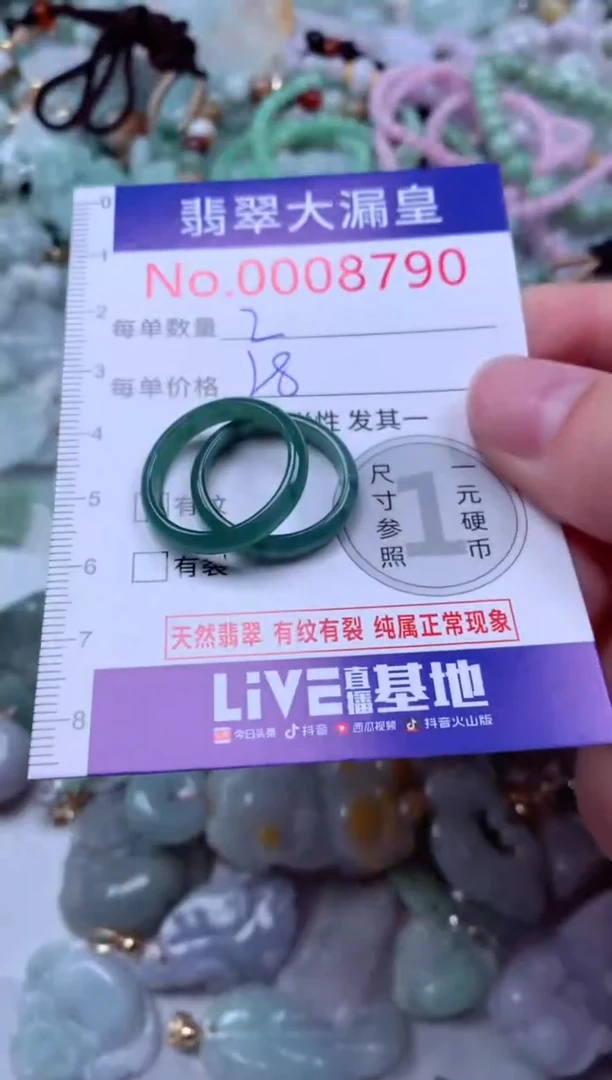 翡翠大漏皇
No.0008790
0
1
2
3
4
5
6
7
8
每单数量 2
每单价格 18
性 发其一
尺寸参照
1
一元硬币
有纹
有裂
天然翡翠 有纹有裂 纯属正常现象
LiVE直播基地
今日头条 抖音 西瓜视频 抖音火山版